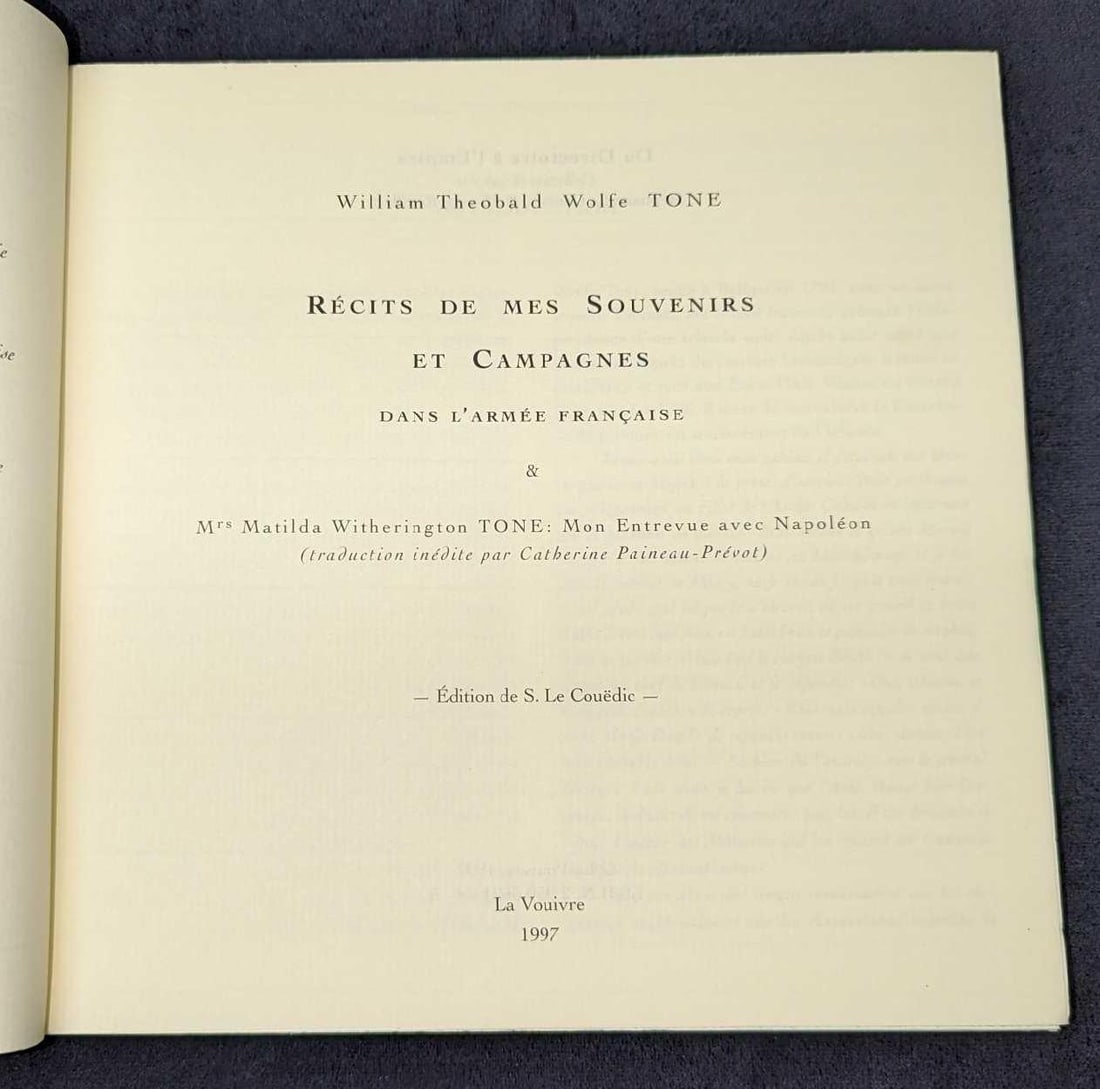 William Theobald Wolfe TONE
RÉCITS DE MES SOUVENIRS
ET CAMPAGNES
DANS L'ARMÉE FRANÇAISE
&
Mrs Matilda Witherington TONE: Mon Entrevue avec Napoléon
(traduction inédite par Catherine Paineau-Prévot)
— Édition de S. Le Couëdic —
La Vouivre
1997